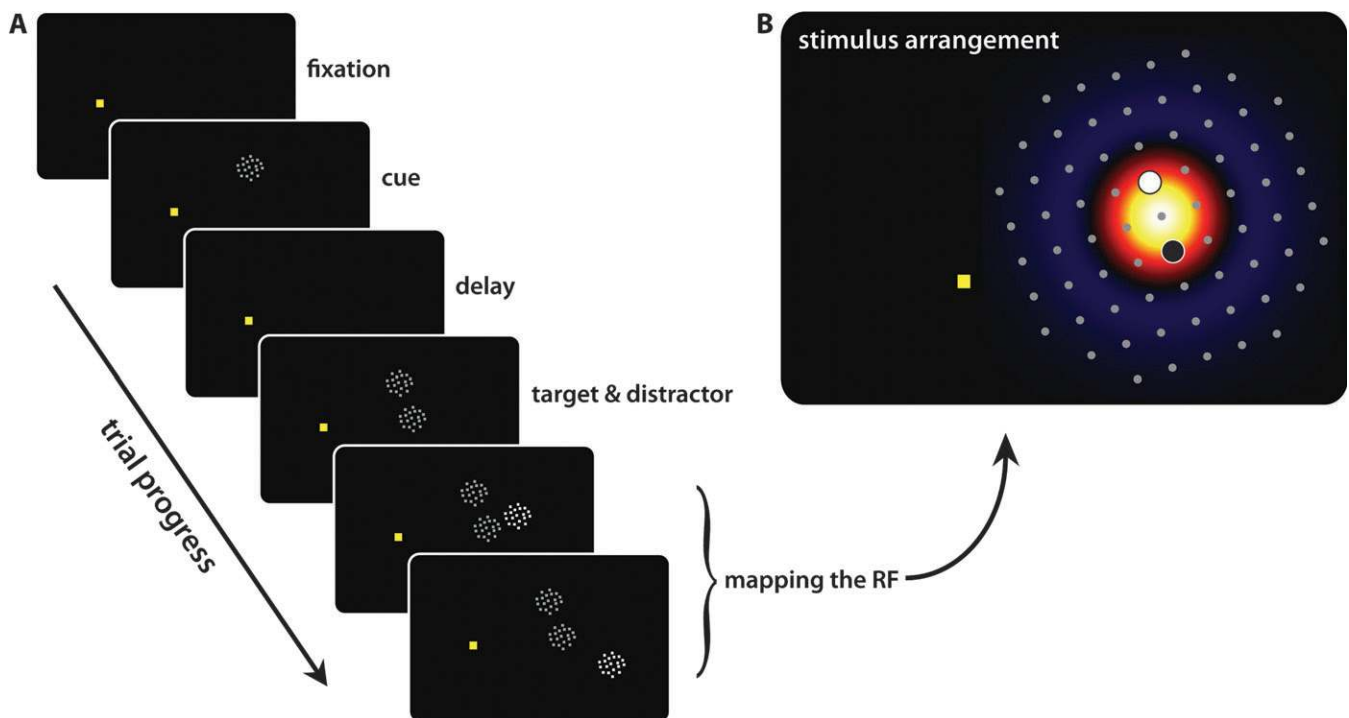 A
fixation
cue
delay
target & distractor
trial progress
mapping the RF
B
stimulus arrangement